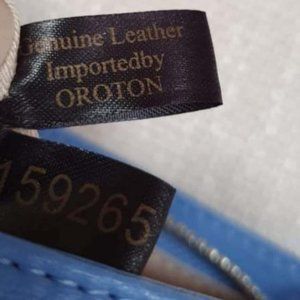 Genuine Leather
Importedby
OROTON
159265